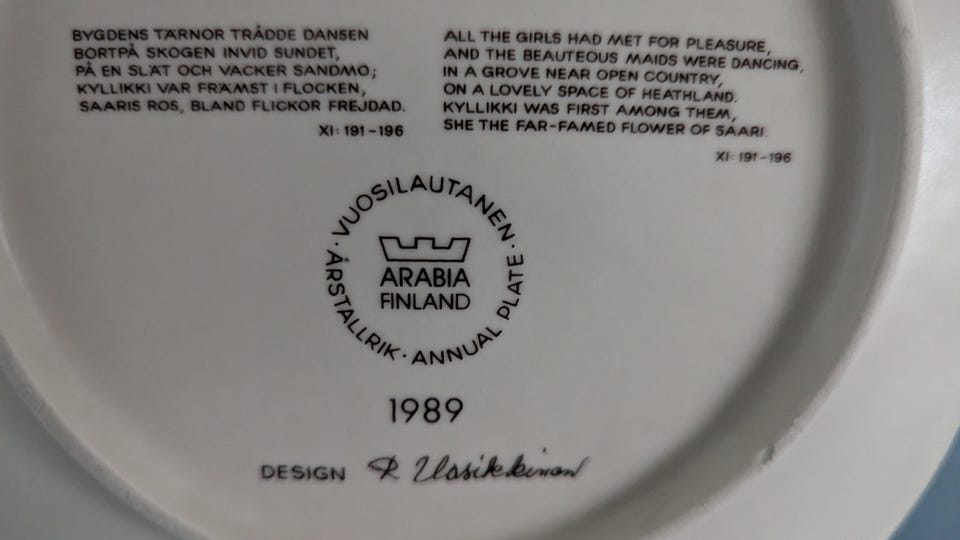 BYGDENS TÄRNOR TRÅDDE DANSEN
BORTPÅ SKOGEN INVID SUNDET,
PÅ EN SLÄT OCH VACKER SANDMO;
KYLLIKKI VAR FRÄMST I FLOCKEN,
SAARIS ROS, BLAND FLICKOR FREJDAD.
XI: 191–196
ALL THE GIRLS HAD MET FOR PLEASURE,
AND THE BEAUTEOUS MAIDS WERE DANCING,
IN A GROVE NEAR OPEN COUNTRY,
ON A LOVELY SPACE OF HEATHLAND.
KYLLIKKI WAS FIRST AMONG THEM,
SHE THE FAR-FAMED FLOWER OF SAARI.
XI: 191–196
· VUOSILAUTANEN ·
ARABIA
FINLAND
ÅRSTALLRIK · ANNUAL PLATE
1989
DESIGN R Uosikkinen